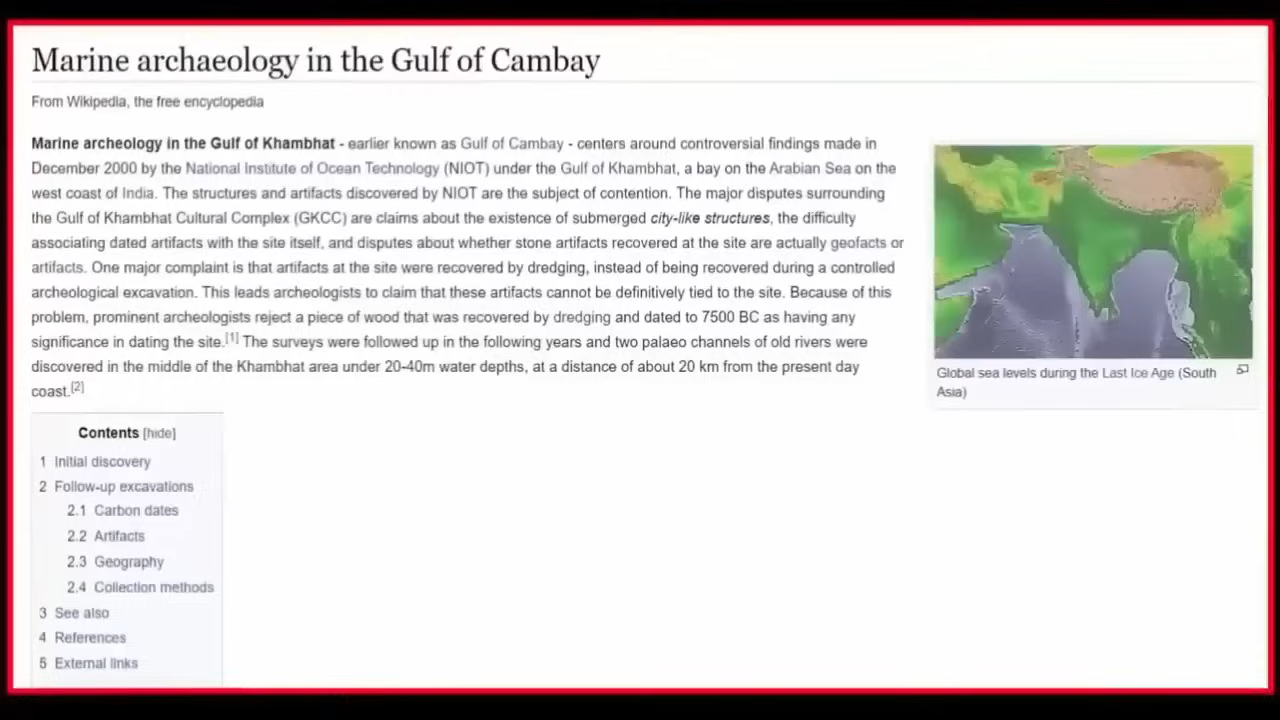 Marine archaeology in the Gulf of Cambay
From Wikipedia, the free encyclopedia
Marine archeology in the Gulf of Khambhat - earlier known as Gulf of Cambay - centers around controversial findings made in
December 2000 by the National Institute of Ocean Technology (NIOT) under the Gulf of Khambhat, a bay on the Arabian Sea on the
west coast of India. The structures and artifacts discovered by NIOT are the subject of contention. The major disputes surrounding
the Gulf of Khambhat Cultural Complex (GKCC) are claims about the existence of submerged city-like structures, the difficulty
associating dated artifacts with the site itself, and disputes about whether stone artifacts recovered at the site are actually geofacts or
artifacts. One major complaint is that artifacts at the site were recovered by dredging, instead of being recovered during a controlled
archeological excavation. This leads archeologists to claim that these artifacts cannot be definitively tied to the site. Because of this
problem, prominent archeologists reject a piece of wood that was recovered by dredging and dated to 7500 BC as having any
significance in dating the site.[1] The surveys were followed up in the following years and two palaeo channels of old rivers were
discovered in the middle of the Khambhat area under 20-40m water depths, at a distance of about 20 km from the present day
coast.[2]
Global sea levels during the Last Ice Age (South
Asia)
Contents [hide]
1 Initial discovery
2 Follow-up excavations
2.1 Carbon dates
2.2 Artifacts
2.3 Geography
2.4 Collection methods
3 See also
4 References
5 External links